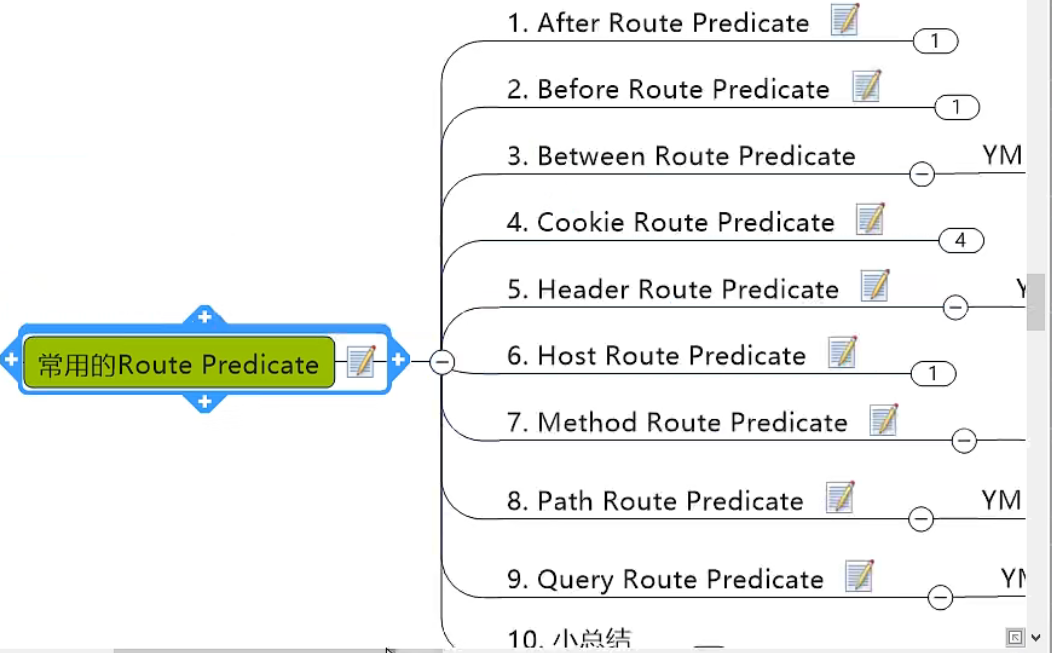 1. After Route Predicate
1
2. Before Route Predicate
1
3. Between Route Predicate
YM
4. Cookie Route Predicate
4
5. Header Route Predicate
常用的Route Predicate
6. Host Route Predicate
1
7. Method Route Predicate
8. Path Route Predicate
YM
9. Query Route Predicate
10. 小总结